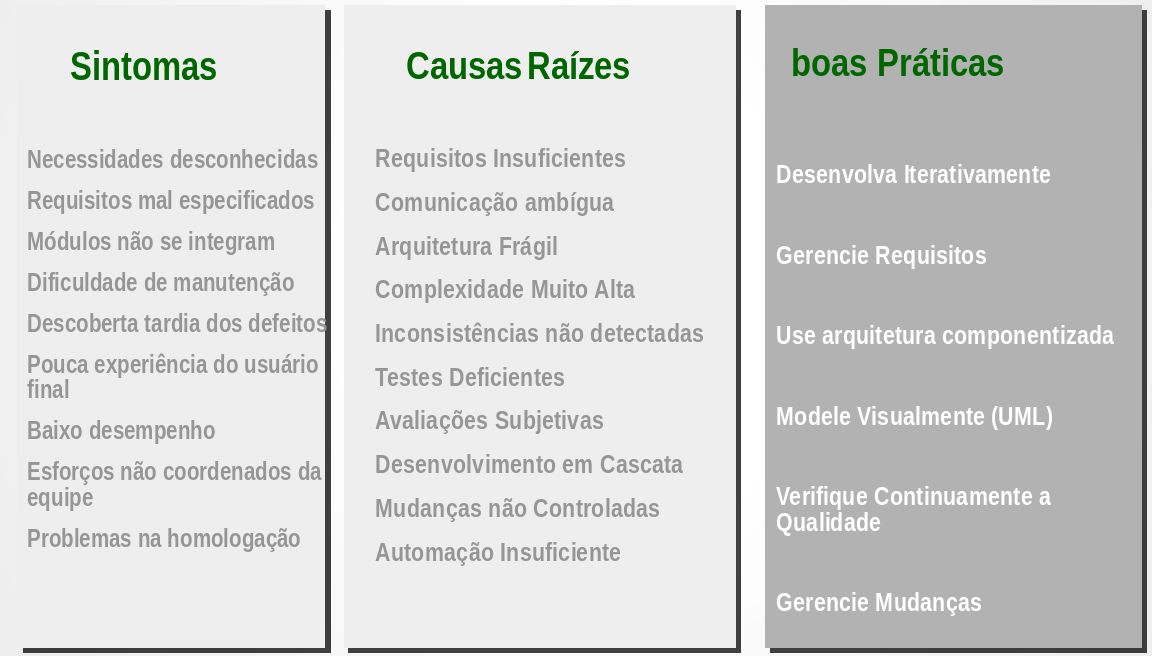 Sintomas
Necessidades desconhecidas
Requisitos mal especificados
Módulos não se integram
Dificuldade de manutenção
Descoberta tardia dos defeitos
Pouca experiência do usuário
final
Baixo desempenho
Esforços não coordenados da
equipe
Problemas na homologação
Causas Raízes
Requisitos Insuficientes
Comunicação ambígua
Arquitetura Frágil
Complexidade Muito Alta
Inconsistências não detectadas
Testes Deficientes
Avaliações Subjetivas
Desenvolvimento em Cascata
Mudanças não Controladas
Automação Insuficiente
boas Práticas
Desenvolva Iterativamente
Gerencie Requisitos
Use arquitetura componentizada
Modele Visualmente (UML)
Verifique Continuamente a
Qualidade
Gerencie Mudanças